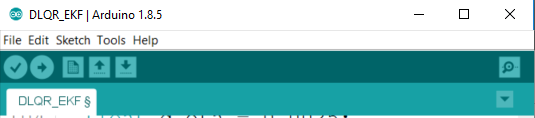 DLQR_EKF | Arduino 1.8.5
File Edit Sketch Tools Help
DLQR_EKF §